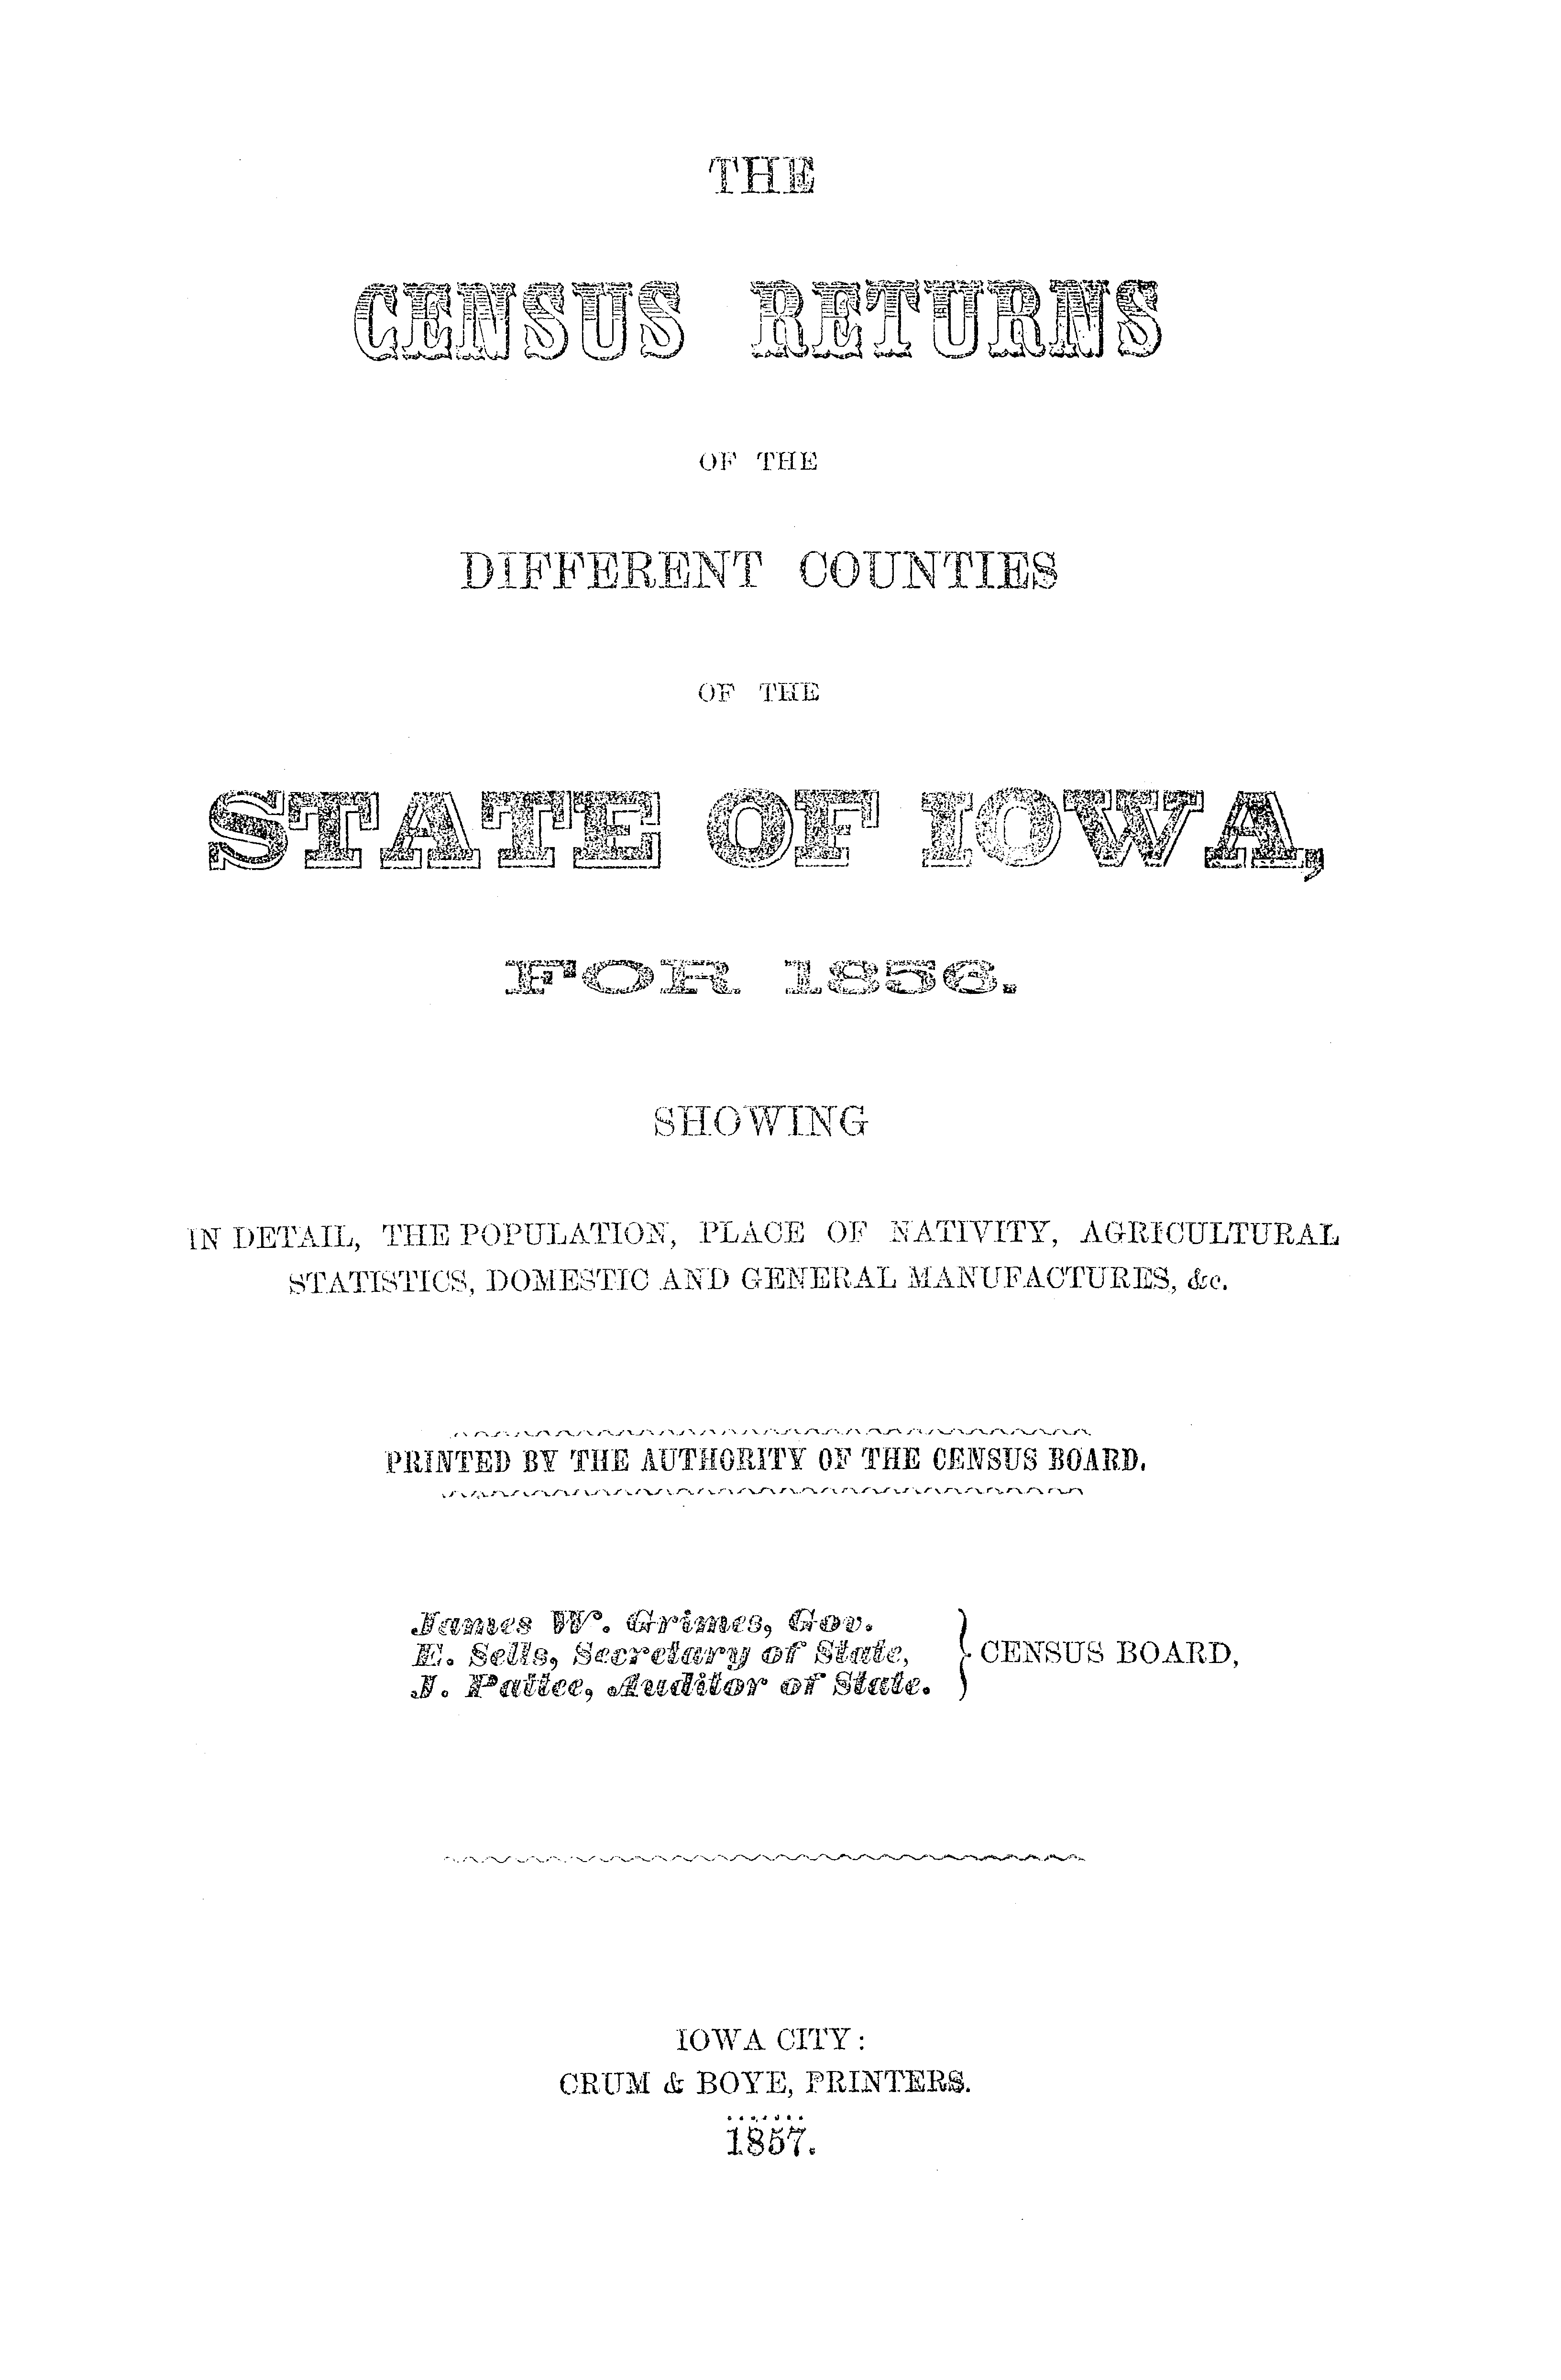 THE
CENSUS RETURNS
OF THE
DIFFERENT COUNTIES
OF THE
STATE OF IOWA,
FOR 1856.
SHOWING
IN DETAIL, THE POPULATION, PLACE OF NATIVITY, AGRICULTURAL
STATISTICS, DOMESTIC AND GENERAL MANUFACTURES, &c.
PRINTED BY THE AUTHORITY OF THE CENSUS BOARD.
James W. Grimes, Gov.
E. Sells, Secretary of State,
J. Pattee, Auditor of State.
} CENSUS BOARD,
IOWA CITY:
CRUM & BOYE, PRINTERS.
1857.